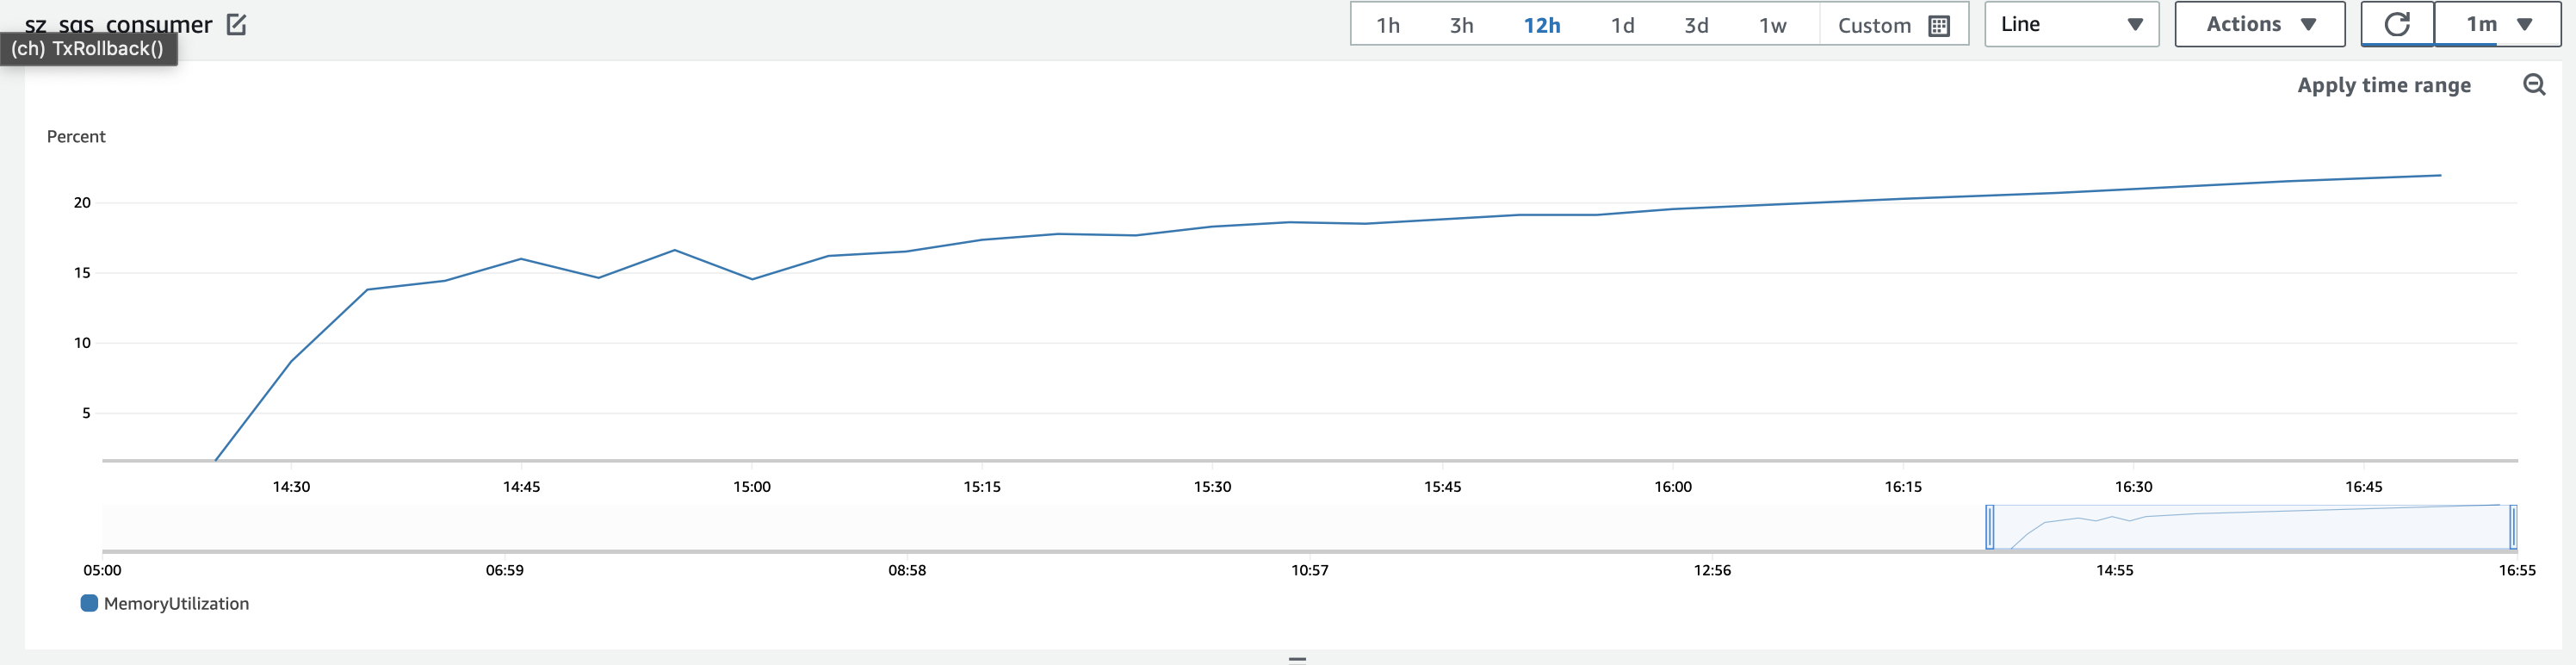 sz_sqs_consumer
(ch) TxRollback()
1h 3h 12h 1d 3d 1w Custom
Line
Actions
1m
Apply time range
Percent
20
15
10
5
14:30 14:45 15:00 15:15 15:30 15:45 16:00 16:15 16:30 16:45
05:00 06:59 08:58 10:57 12:56 14:55 16:55
MemoryUtilization